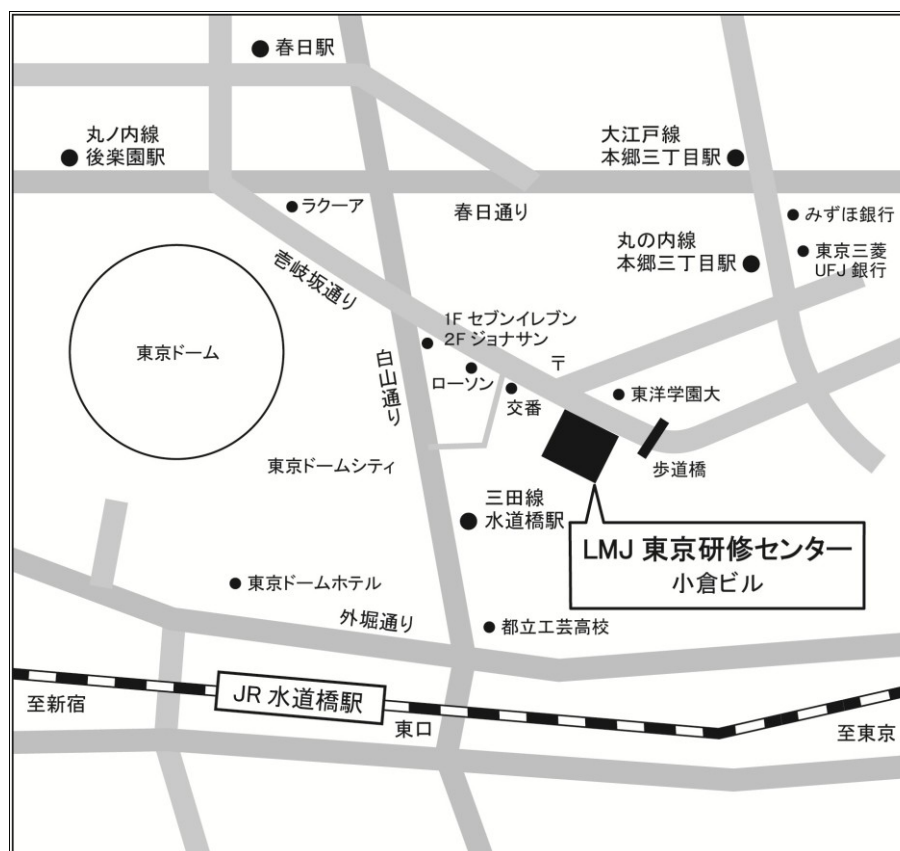 春日駅
丸ノ内線
後楽園駅
大江戸線
本郷三丁目駅
ラクーア
春日通り
みずほ銀行
丸の内線
本郷三丁目駅
東京三菱
UFJ 銀行
壱岐坂通り
1F セブンイレブン
2F ジョナサン
〒
東京ドーム
白山通り
ローソン
交番
東洋学園大
歩道橋
東京ドームシティ
三田線
水道橋駅
LMJ 東京研修センター
小倉ビル
東京ドームホテル
外堀通り
都立工芸高校
JR 水道橋駅
至新宿
東口
至東京